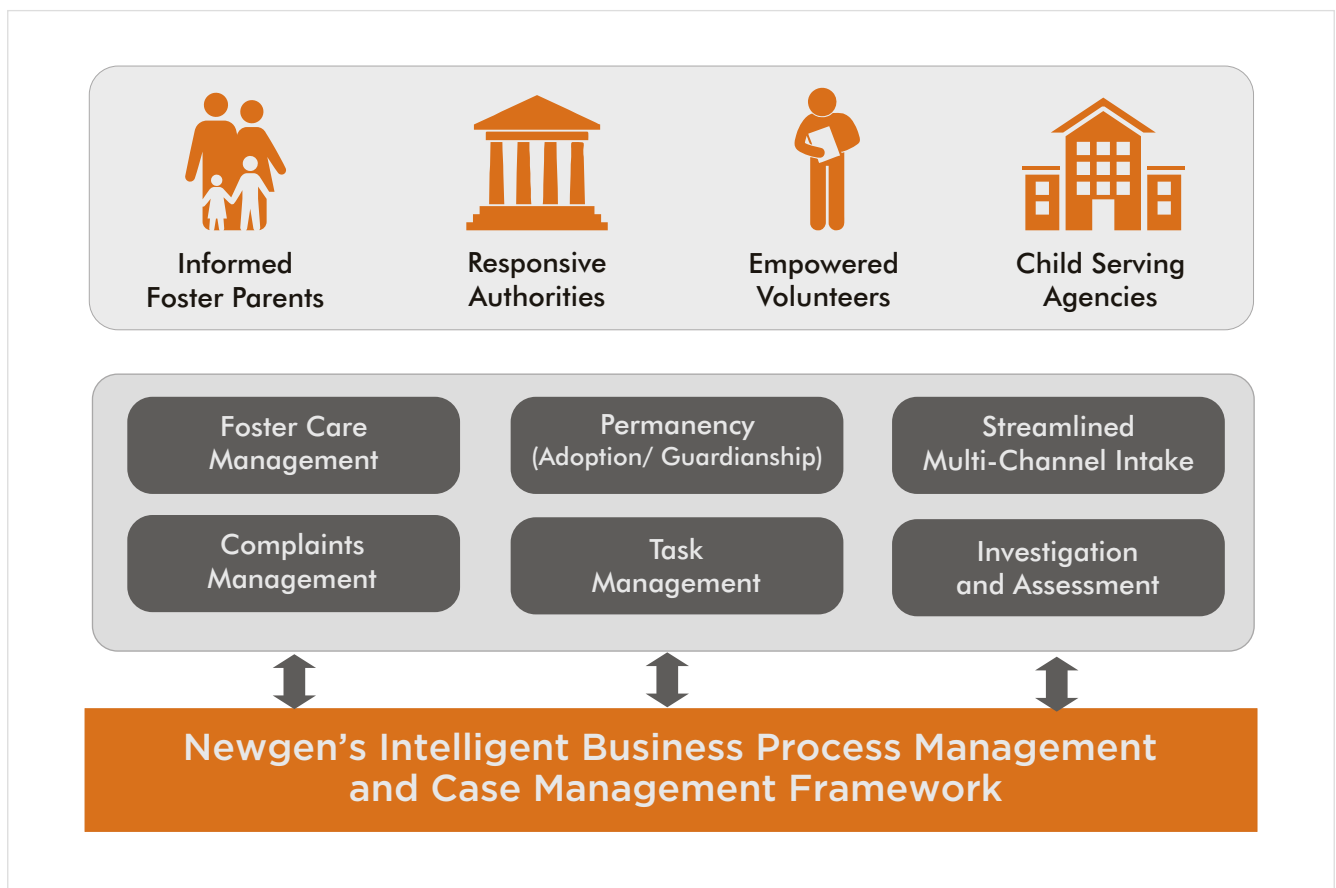 Informed
Foster Parents
Responsive
Authorities
Empowered
Volunteers
Child Serving
Agencies
Foster Care
Management
Permanency
(Adoption/ Guardianship)
Streamlined
Multi-Channel Intake
Complaints
Management
Task
Management
Investigation
and Assessment
Newgen’s Intelligent Business Process Management
and Case Management Framework